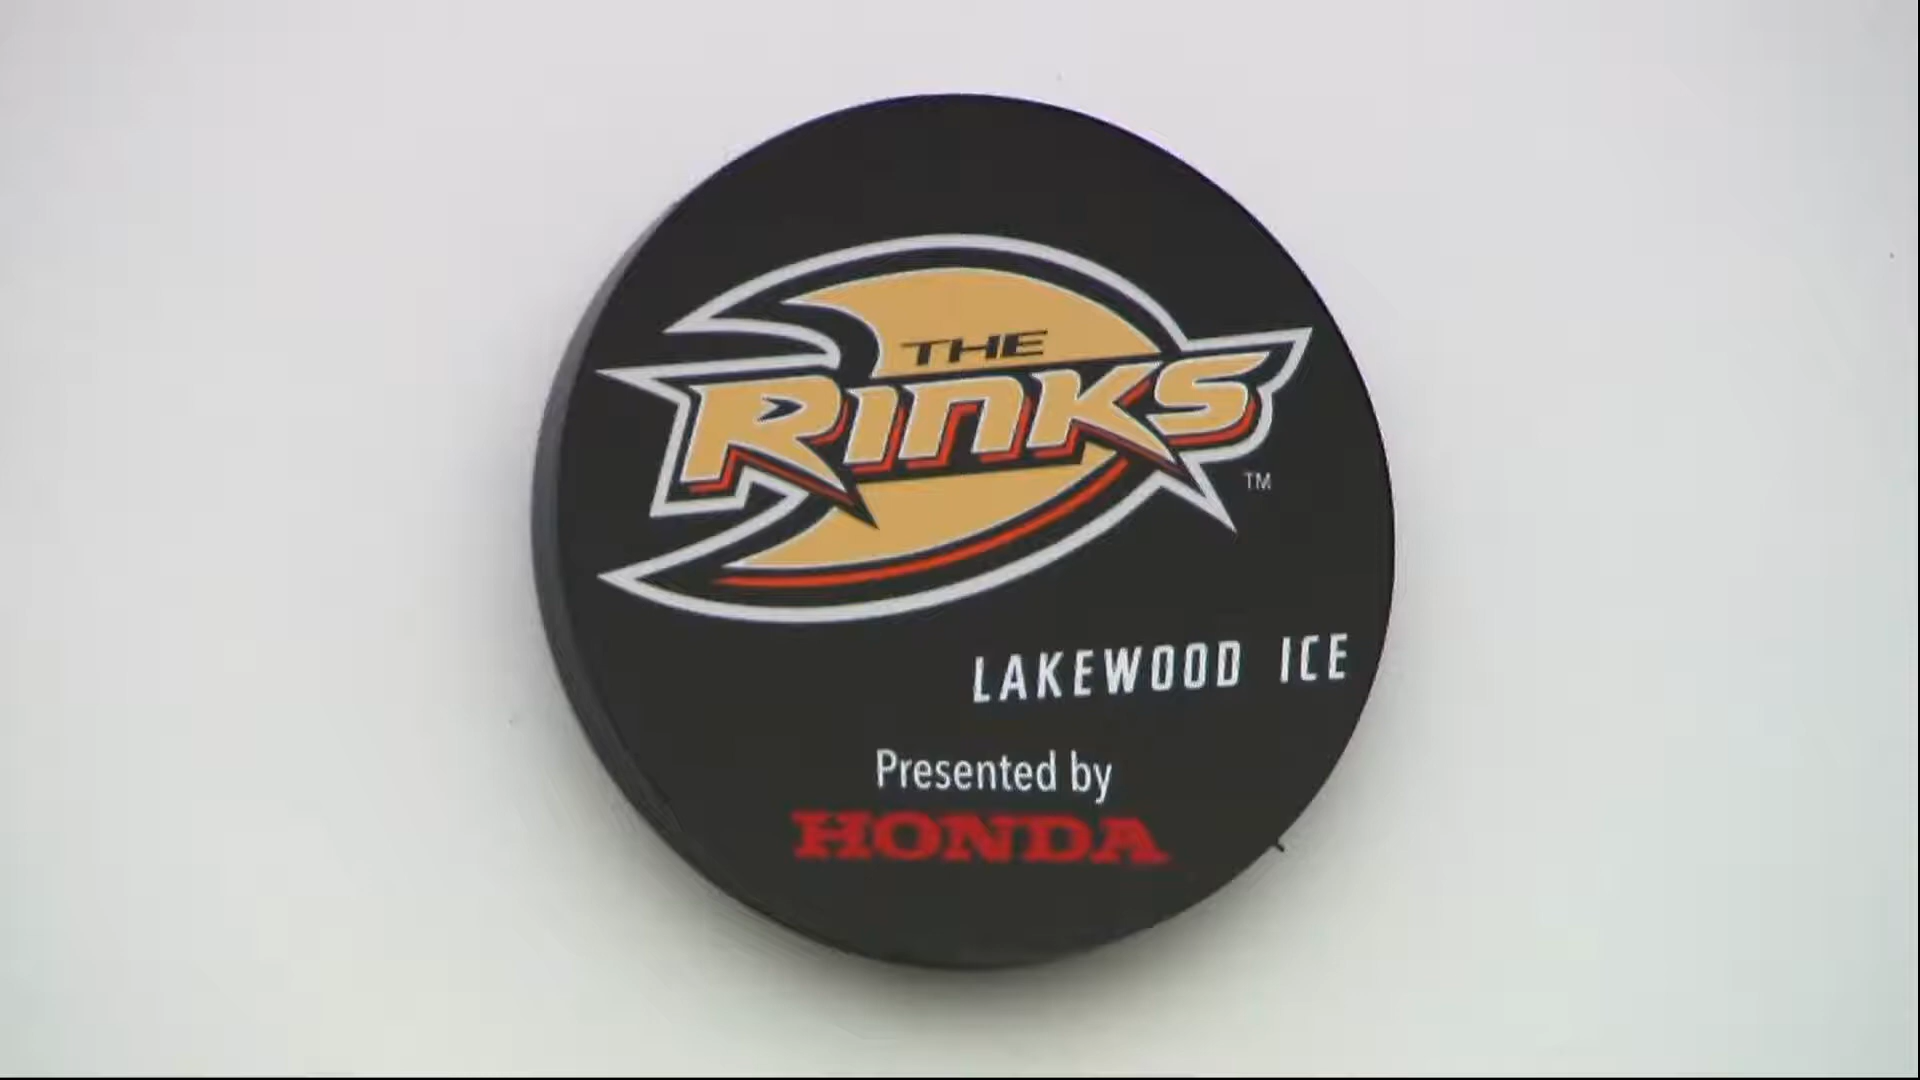 THE
RINKS
TM
LAKEWOOD ICE
Presented by
HONDA